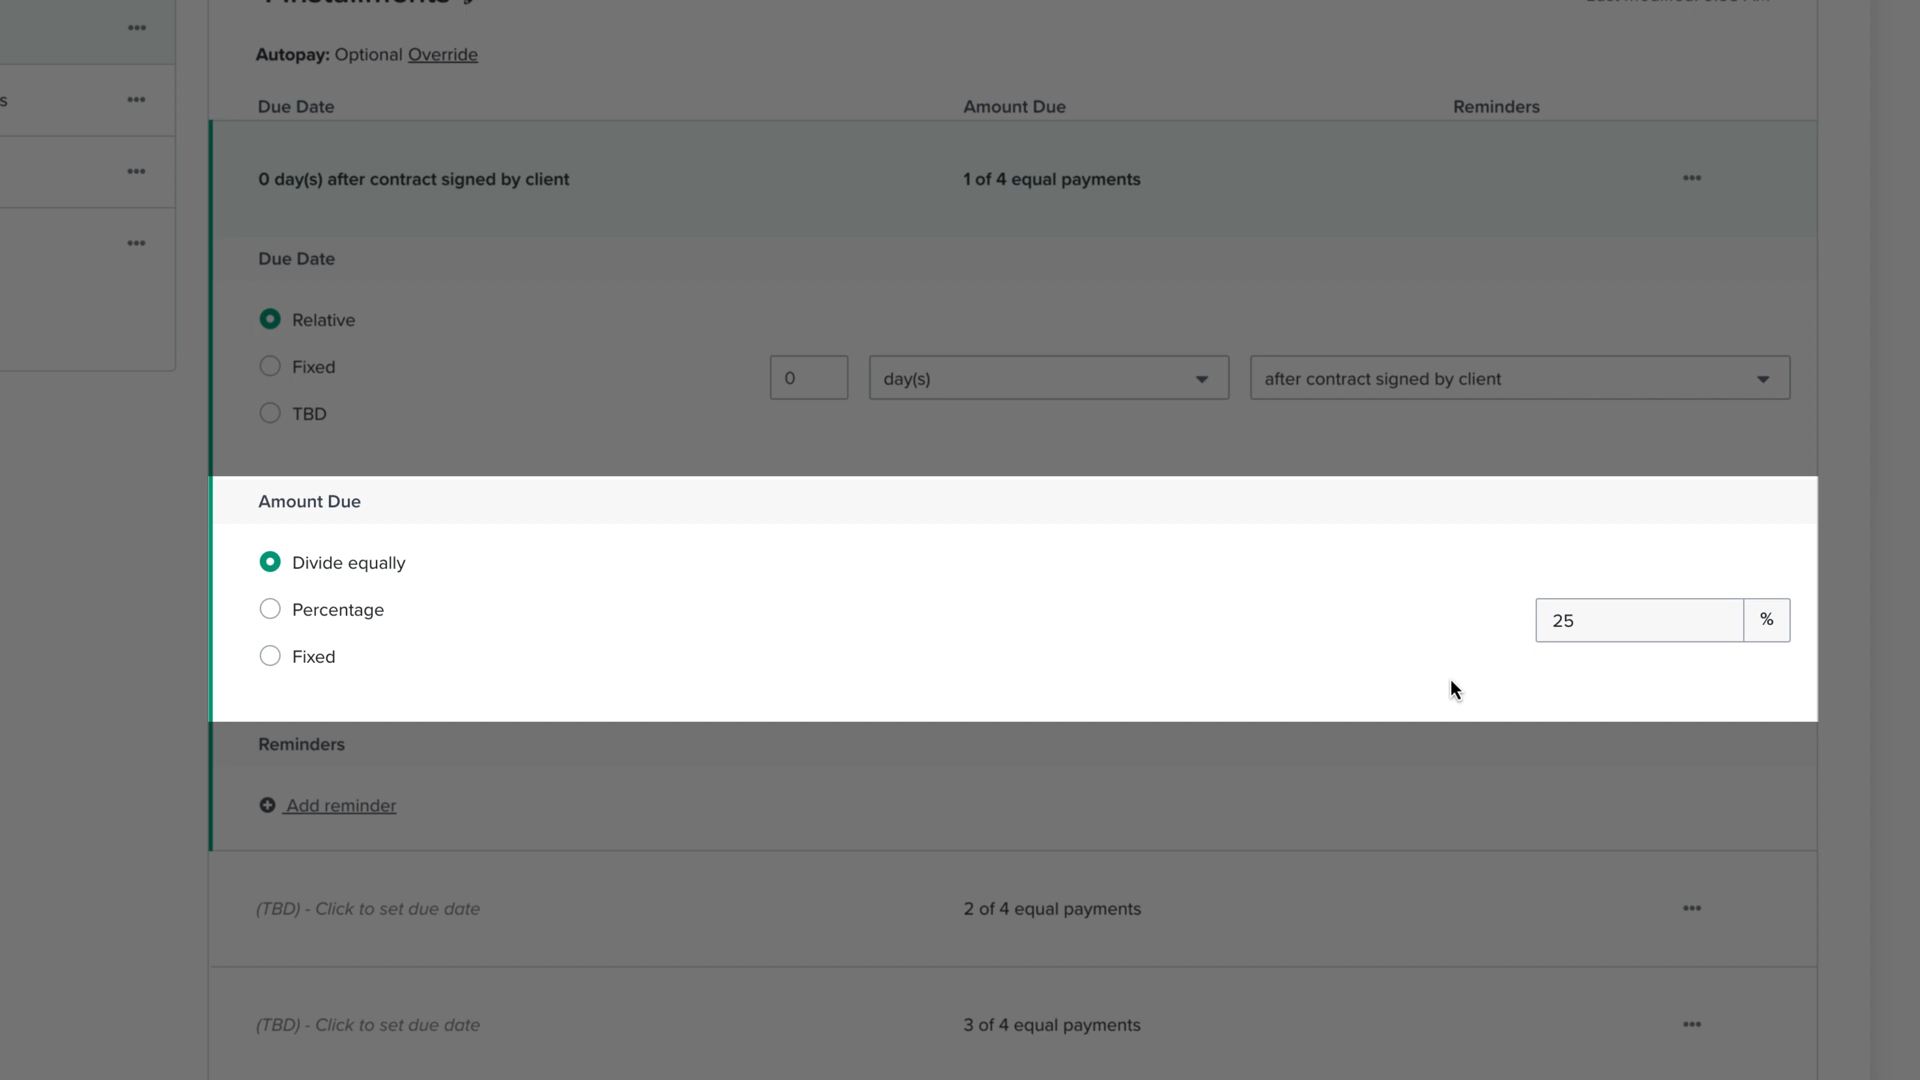 Autopay: Optional Override
Due Date Amount Due Reminders
0 day(s) after contract signed by client 1 of 4 equal payments
Due Date
Relative
Fixed
0 day(s) after contract signed by client
TBD
Amount Due
Divide equally
Percentage
25 %
Fixed
Reminders
Add reminder
(TBD) - Click to set due date 2 of 4 equal payments
(TBD) - Click to set due date 3 of 4 equal payments